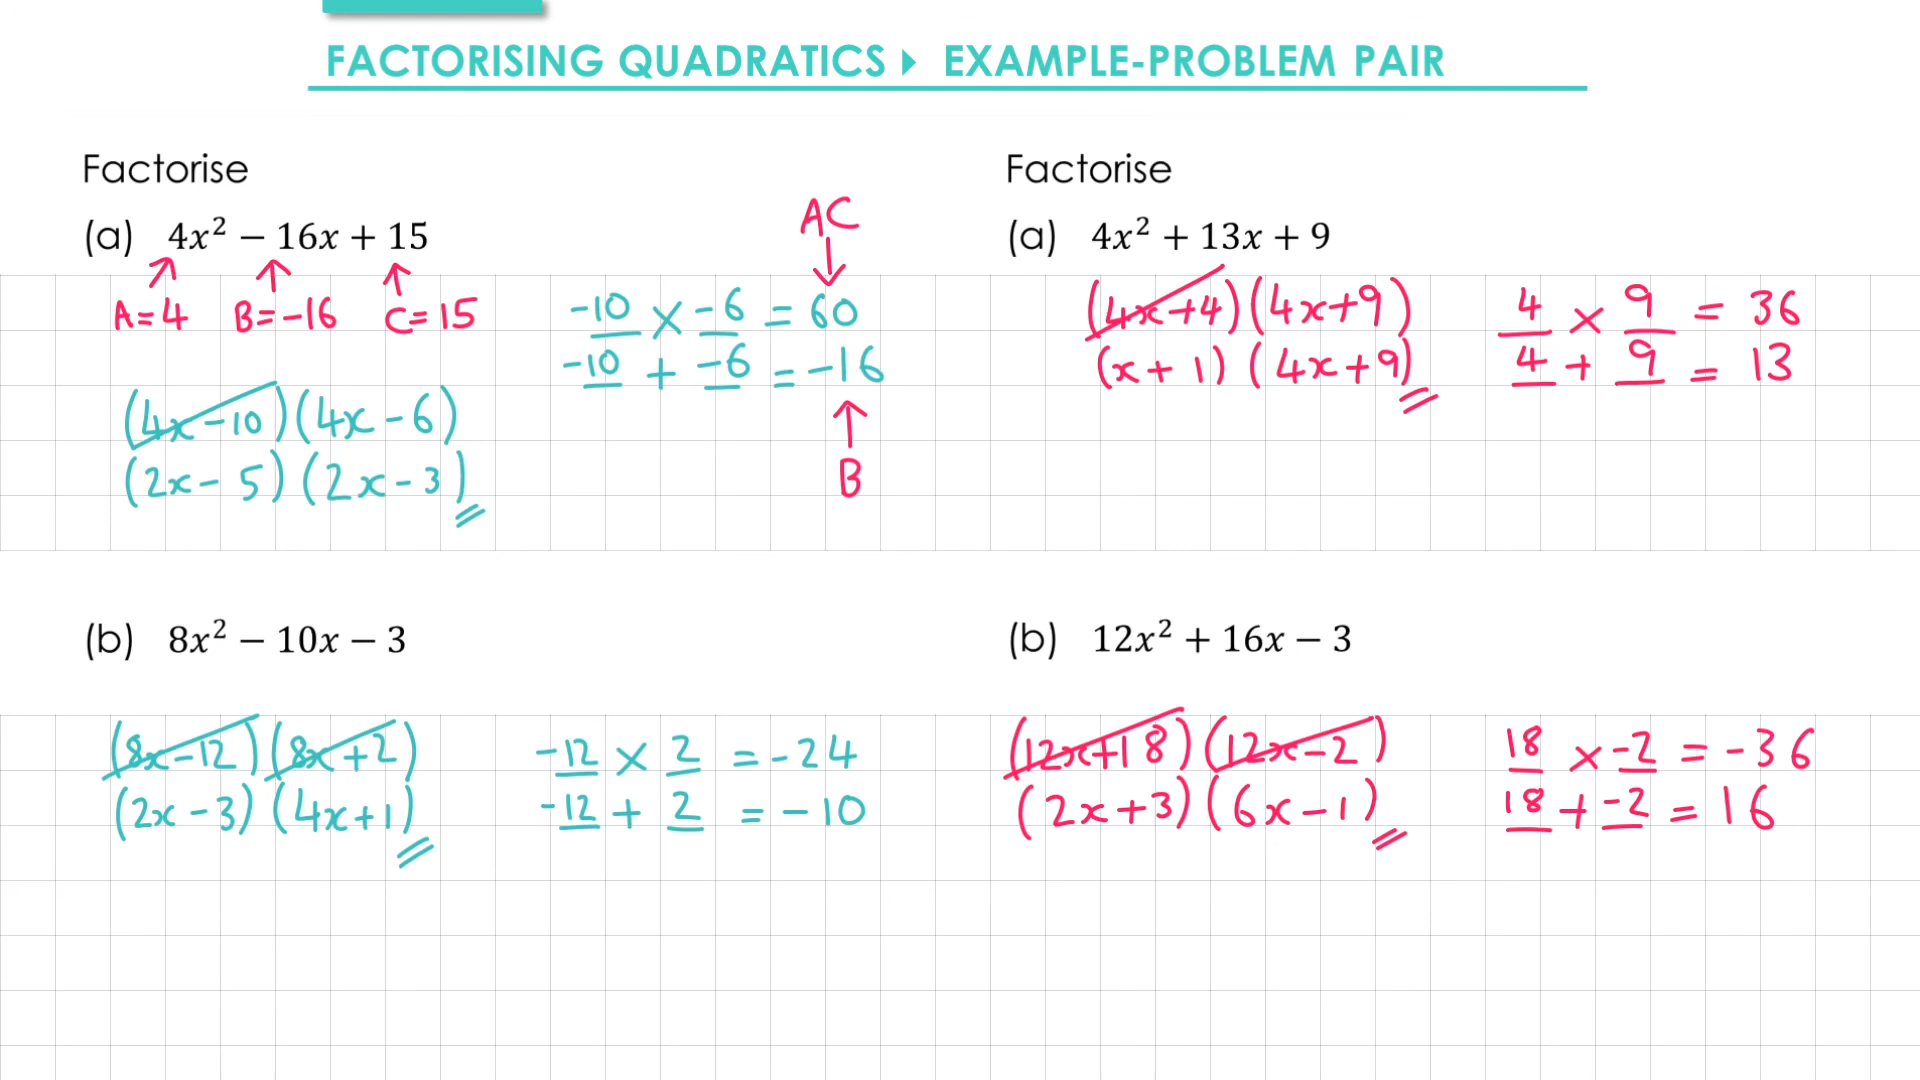 FACTORISING QUADRATICS ▸ EXAMPLE-PROBLEM PAIR
Factorise
(a) 4x² − 16x + 15
A=4 B=-16 C=15
AC
-10 × -6 = 60
-10 + -6 = -16
B
(4x-10)(4x-6)
(2x-5)(2x-3)
(b) 8x² − 10x − 3
(8x-12)(8x+2)
(2x-3)(4x+1)
-12 × 2 = -24
-12 + 2 = -10
Factorise
(a) 4x² + 13x + 9
(4x+4)(4x+9)
(x+1)(4x+9)
4 × 9 = 36
4 + 9 = 13
(b) 12x² + 16x − 3
(12x+18)(12x-2)
(2x+3)(6x-1)
18 × -2 = -36
18 + -2 = 16